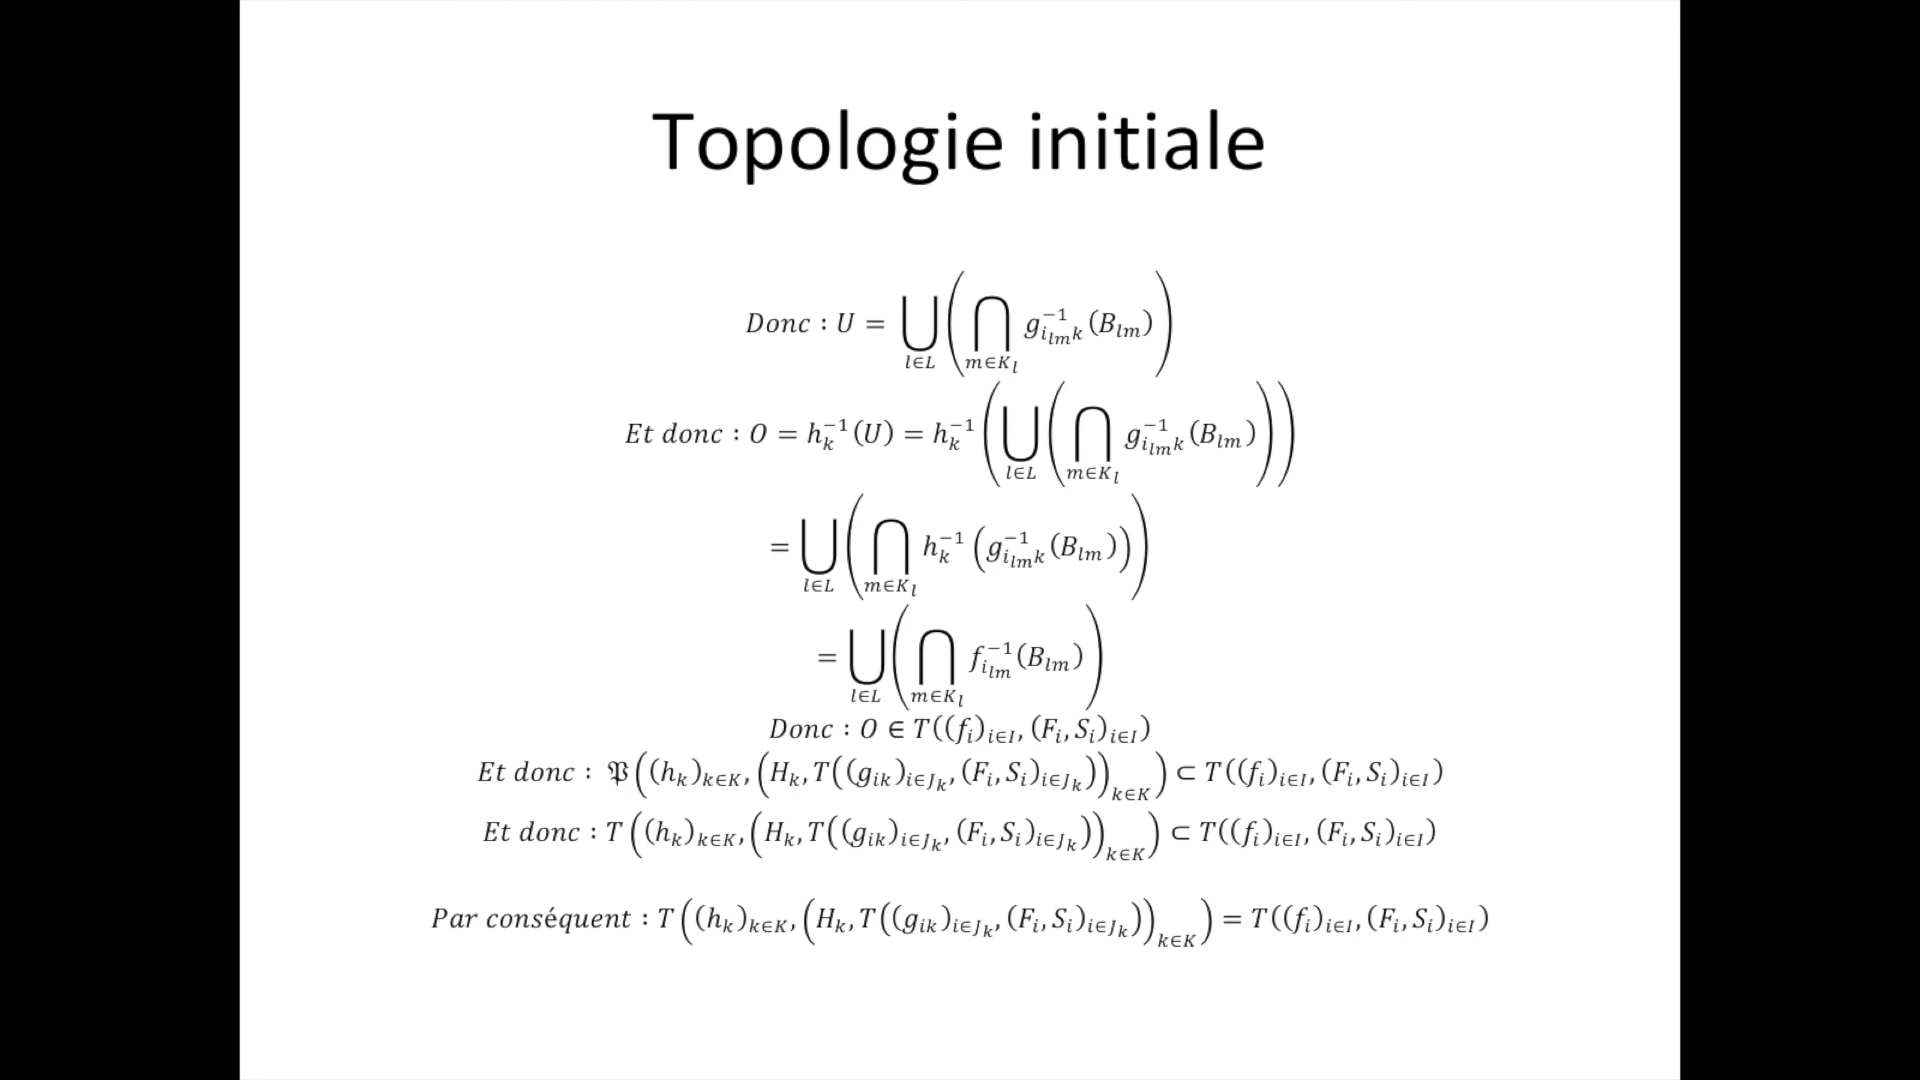 Topologie initiale
Donc : U = ⋃_{l∈L} (⋂_{m∈K_l} g_{i_{lm}k}^{-1}(B_{lm}))
Et donc : O = h_k^{-1}(U) = h_k^{-1}(⋃_{l∈L} (⋂_{m∈K_l} g_{i_{lm}k}^{-1}(B_{lm})))
= ⋃_{l∈L} (⋂_{m∈K_l} h_k^{-1}(g_{i_{lm}k}^{-1}(B_{lm})))
= ⋃_{l∈L} (⋂_{m∈K_l} f_{i_{lm}}^{-1}(B_{lm}))
Donc : O ∈ T((f_i)_{i∈I}, (F_i, S_i)_{i∈I})
Et donc : 𝔓((h_k)_{k∈K}, (H_k, T((g_{ik})_{i∈J_k}, (F_i, S_i)_{i∈J_k}))_{k∈K}) ⊂ T((f_i)_{i∈I}, (F_i, S_i)_{i∈I})
Et donc : T((h_k)_{k∈K}, (H_k, T((g_{ik})_{i∈J_k}, (F_i, S_i)_{i∈J_k}))_{k∈K}) ⊂ T((f_i)_{i∈I}, (F_i, S_i)_{i∈I})
Par conséquent : T((h_k)_{k∈K}, (H_k, T((g_{ik})_{i∈J_k}, (F_i, S_i)_{i∈J_k}))_{k∈K}) = T((f_i)_{i∈I}, (F_i, S_i)_{i∈I})